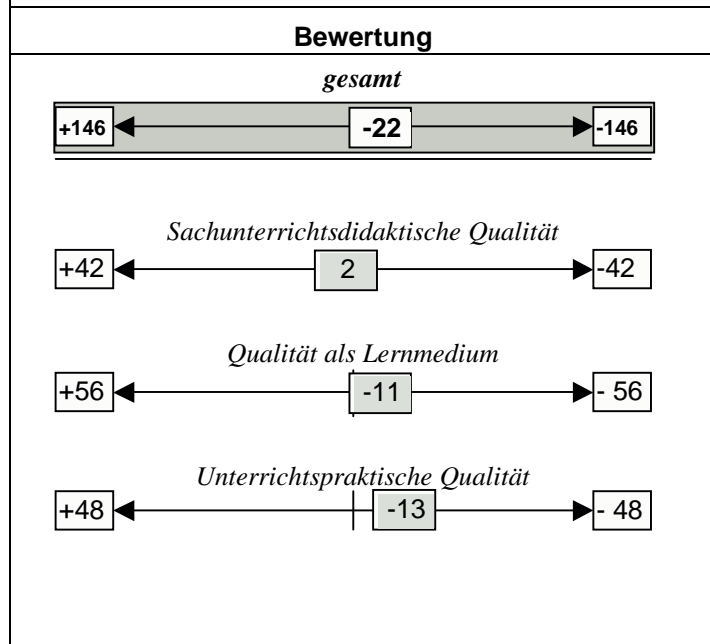 Bewertung
gesamt
+146 -22 -146
Sachunterrichtsdidaktische Qualität
+42 2 -42
Qualität als Lernmedium
+56 -11 - 56
Unterrichtspraktische Qualität
+48 -13 - 48